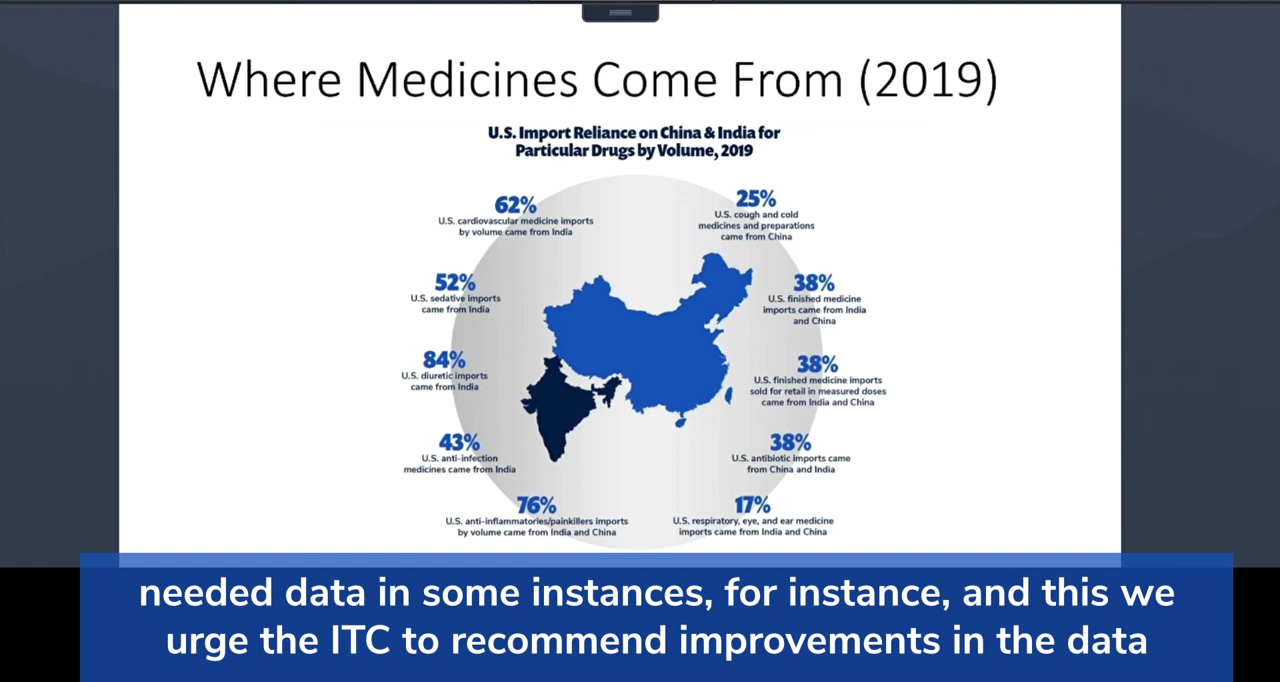 Where Medicines Come From (2019)
U.S. Import Reliance on China & India for
Particular Drugs by Volume, 2019
62%
U.S. cardiovascular medicine imports
by volume came from India
52%
U.S. sedative imports
came from India
84%
U.S. diuretic imports
came from India
43%
U.S. anti-infection
medicines came from India
76%
U.S. anti-inflammatories/painkillers imports
by volume came from India and China
25%
U.S. cough and cold
medicines and preparations
came from China
38%
U.S. finished medicine
imports came from India
and China
38%
U.S. finished medicine imports
sold for retail in measured doses
came from India and China
38%
U.S. antibiotic imports came
from China and India
17%
U.S. respiratory, eye, and ear medicine
imports came from India and China
needed data in some instances, for instance, and this we
urge the ITC to recommend improvements in the data